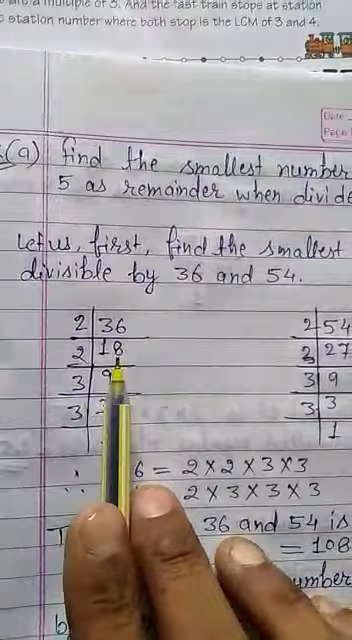 are a multiple of 3. And the fast train stops at station
station number where both stop is the LCM of 3 and 4.
Date
Page
(a) find the smallest number
5 as remainder when divide
Let us, first, find the smallest
divisible by 36 and 54.
2 36
2 18
3 9
3
2 54
3 27
3 9
3 3
1
∴ 6 = 2 × 2 × 3 × 3
2 × 3 × 3 × 3
36 and 54 is
= 108
number
b